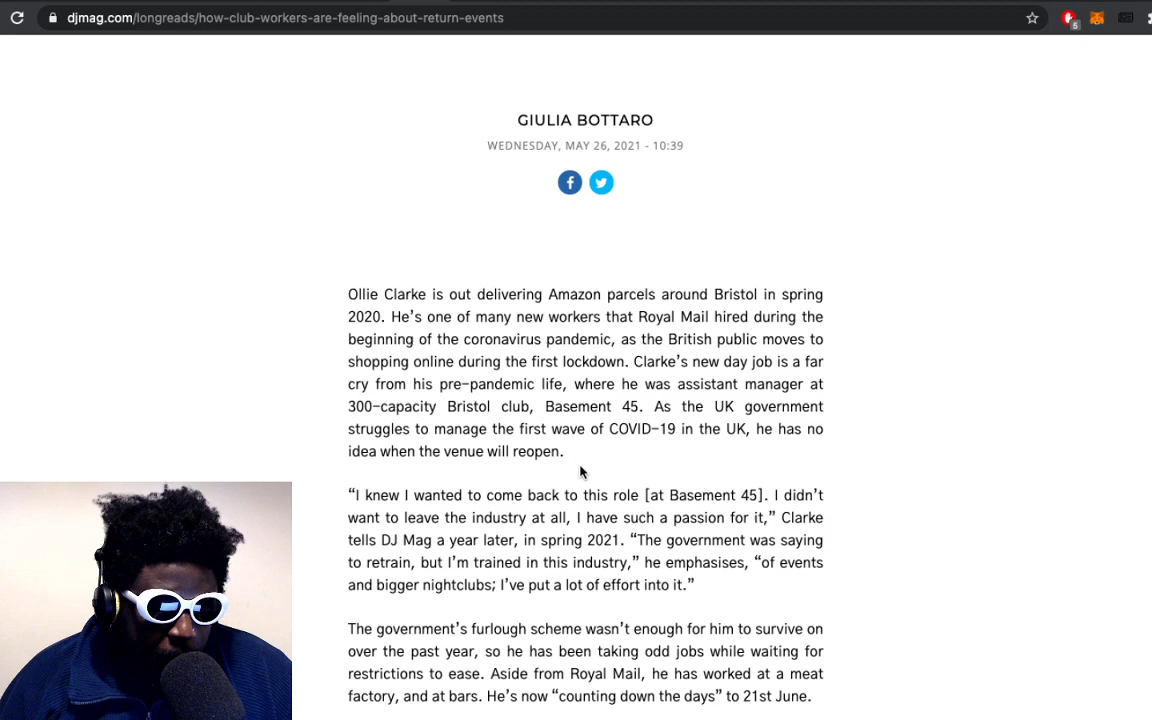 djmag.com/longreads/how-club-workers-are-feeling-about-return-events
5
GIULIA BOTTARO
WEDNESDAY, MAY 26, 2021 - 10:39
Ollie Clarke is out delivering Amazon parcels around Bristol in spring
2020. He’s one of many new workers that Royal Mail hired during the
beginning of the coronavirus pandemic, as the British public moves to
shopping online during the first lockdown. Clarke’s new day job is a far
cry from his pre-pandemic life, where he was assistant manager at
300-capacity Bristol club, Basement 45. As the UK government
struggles to manage the first wave of COVID-19 in the UK, he has no
idea when the venue will reopen.
“I knew I wanted to come back to this role [at Basement 45]. I didn’t
want to leave the industry at all, I have such a passion for it,” Clarke
tells DJ Mag a year later, in spring 2021. “The government was saying
to retrain, but I’m trained in this industry,” he emphasises, “of events
and bigger nightclubs; I’ve put a lot of effort into it.”
The government’s furlough scheme wasn’t enough for him to survive on
over the past year, so he has been taking odd jobs while waiting for
restrictions to ease. Aside from Royal Mail, he has worked at a meat
factory, and at bars. He’s now “counting down the days” to 21st June.